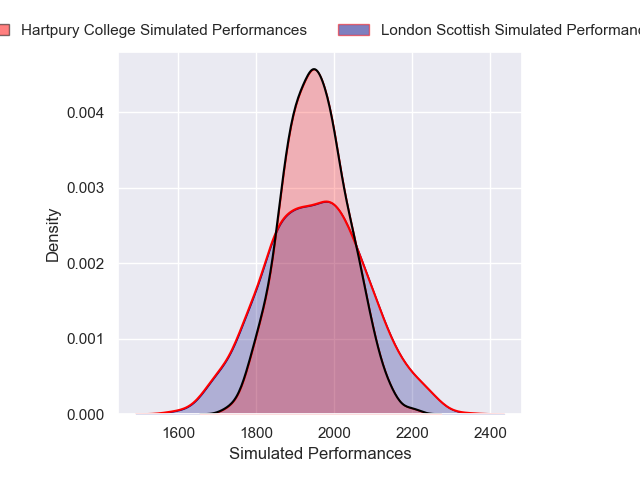 Hartpury College Simulated Performances
London Scottish Simulated
Density
0.004
0.003
0.002
0.001
0.000
1600 1800 2000 2200 2400
Simulated Performances